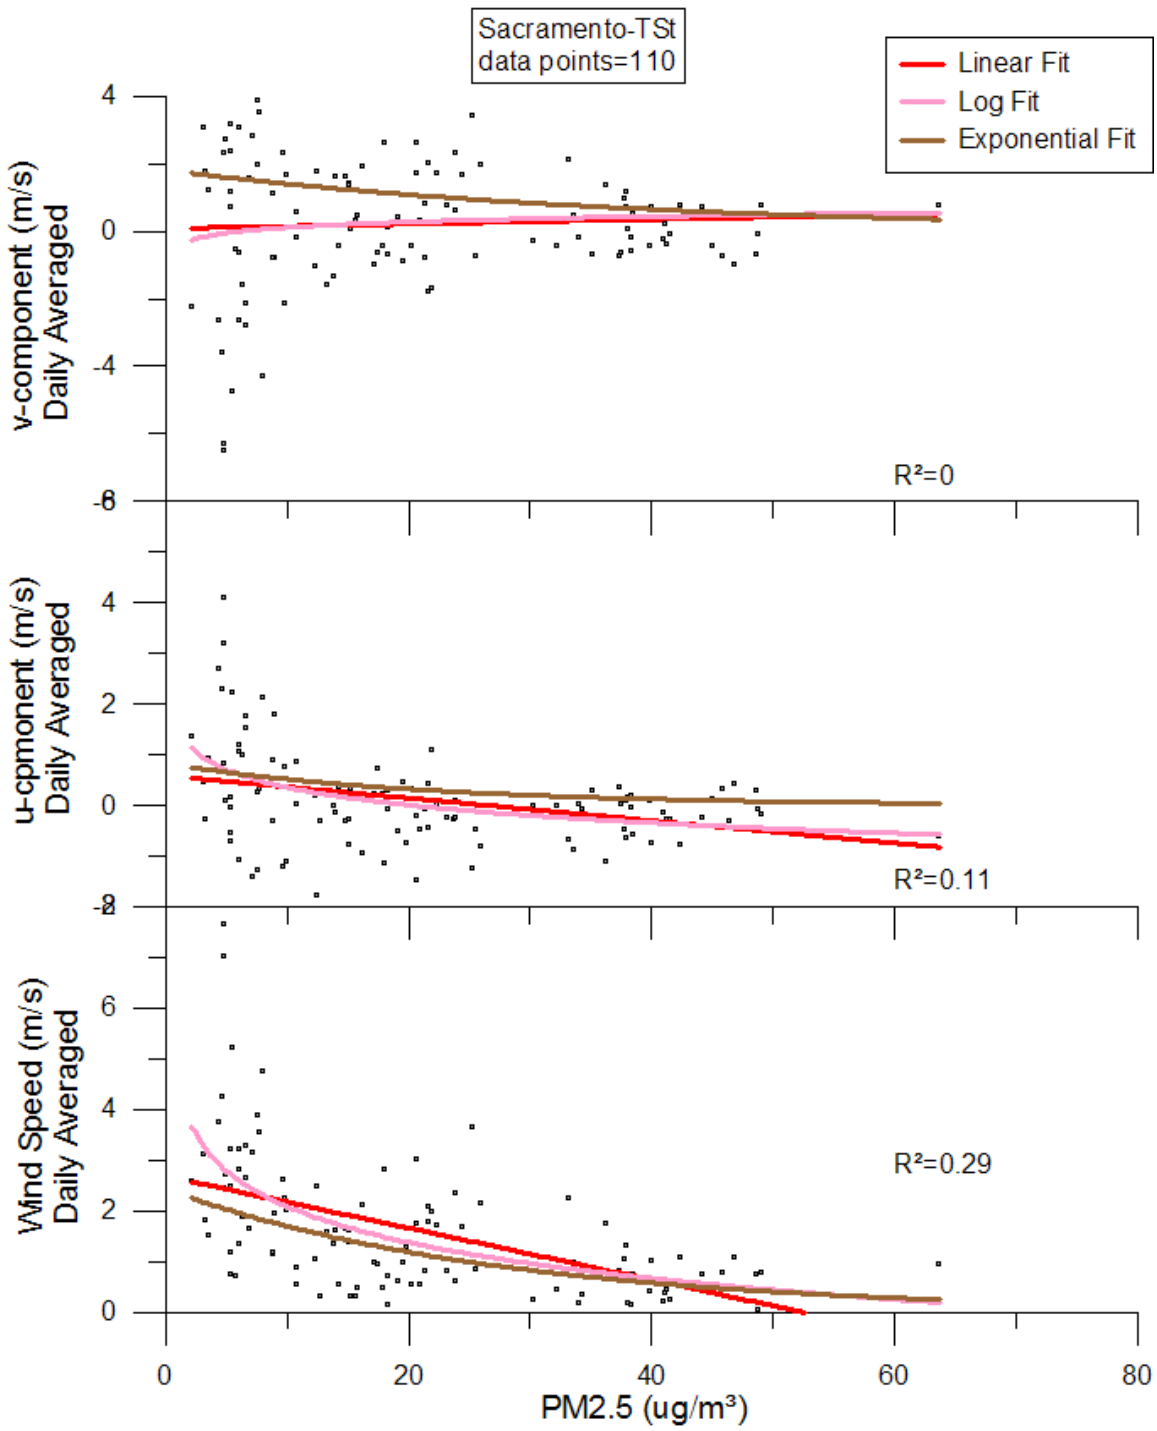 Sacramento-TSt
data points=110
Linear Fit
Log Fit
Exponential Fit
v-component (m/s)
Daily Averaged
4
0
-4
R²=0
u-cpmonent (m/s)
Daily Averaged
4
2
0
R²=0.11
Wind Speed (m/s)
Daily Averaged
6
4
2
0
R²=0.29
0 20 40 60 80
PM2.5 (ug/m³)